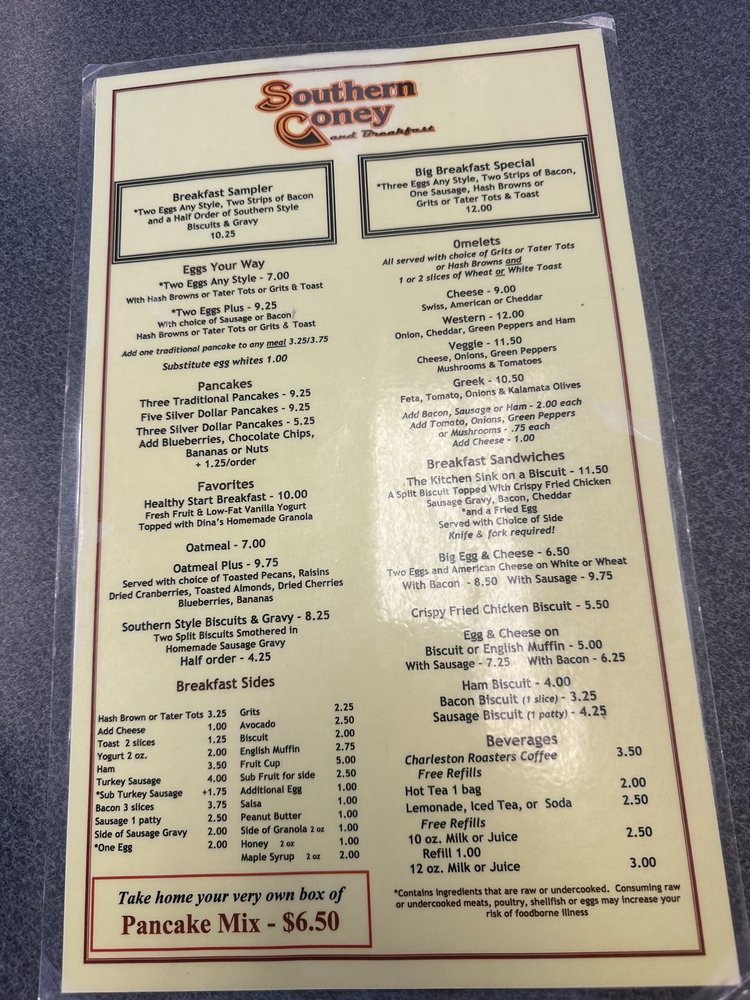 Southern
Coney
and Breakfast
Breakfast Sampler
*Two Eggs Any Style, Two Strips of Bacon
and a Half Order of Southern Style
Biscuits & Gravy
10.25
Eggs Your Way
*Two Eggs Any Style - 7.00
With Hash Browns or Tater Tots or Grits & Toast
*Two Eggs Plus - 9.25
With choice of Sausage or Bacon
Hash Browns or Tater Tots or Grits & Toast
Add one traditional pancake to any meal 3.25/3.75
Substitute egg whites 1.00
Pancakes
Three Traditional Pancakes - 9.25
Five Silver Dollar Pancakes - 9.25
Three Silver Dollar Pancakes - 5.25
Add Blueberries, Chocolate Chips,
Bananas or Nuts
+ 1.25/order
Favorites
Healthy Start Breakfast - 10.00
Fresh Fruit & Low-Fat Vanilla Yogurt
Topped with Dina's Homemade Granola
Oatmeal - 7.00
Oatmeal Plus - 9.75
Served with choice of Toasted Pecans, Raisins
Dried Cranberries, Toasted Almonds, Dried Cherries
Blueberries, Bananas
Southern Style Biscuits & Gravy - 8.25
Two Split Biscuits Smothered in
Homemade Sausage Gravy
Half order - 4.25
Breakfast Sides
Hash Brown or Tater Tots 3.25
Add Cheese 1.00
Toast 2 slices 1.25
Yogurt 2 oz. 2.00
Ham 3.50
Turkey Sausage 4.00
*Sub Turkey Sausage +1.75
Bacon 3 slices 3.75
Sausage 1 patty 2.50
Side of Sausage Gravy 2.00
*One Egg 2.00
Grits 2.25
Avocado 2.50
Biscuit 2.00
English Muffin 2.75
Fruit Cup 5.00
Sub Fruit for side 2.50
Additional Egg 1.00
Salsa 1.00
Peanut Butter 1.00
Side of Granola 2 oz 1.00
Honey 2 oz 1.00
Maple Syrup 2 oz 2.00
Take home your very own box of
Pancake Mix - $6.50
Big Breakfast Special
*Three Eggs Any Style, Two Strips of Bacon,
One Sausage, Hash Browns or
Grits or Tater Tots & Toast
12.00
Omelets
All served with choice of Grits or Tater Tots
or Hash Browns and
1 or 2 slices of Wheat or White Toast
Cheese - 9.00
Swiss, American or Cheddar
Western - 12.00
Onion, Cheddar, Green Peppers and Ham
Veggie - 11.50
Cheese, Onions, Green Peppers
Mushrooms & Tomatoes
Greek - 10.50
Feta, Tomato, Onions & Kalamata Olives
Add Bacon, Sausage or Ham - 2.00 each
Add Tomato, Onions, Green Peppers
or Mushrooms - .75 each
Add Cheese - 1.00
Breakfast Sandwiches
The Kitchen Sink on a Biscuit - 11.50
A Split Biscuit Topped With Crispy Fried Chicken
Sausage Gravy, Bacon, Cheddar
*and a Fried Egg
Served with Choice of Side
Knife & fork required!
Big Egg & Cheese - 6.50
Two Eggs and American Cheese on White or Wheat
With Bacon - 8.50 With Sausage - 9.75
Crispy Fried Chicken Biscuit - 5.50
Egg & Cheese on
Biscuit or English Muffin - 5.00
With Sausage - 7.25 With Bacon - 6.25
Ham Biscuit - 4.00
Bacon Biscuit (1 slice) - 3.25
Sausage Biscuit (1 patty) - 4.25
Beverages
Charleston Roasters Coffee 3.50
Free Refills
Hot Tea 1 bag 2.00
Lemonade, Iced Tea, or Soda 2.50
Free Refills
10 oz. Milk or Juice 2.50
Refill 1.00
12 oz. Milk or Juice 3.00
*Contains ingredients that are raw or undercooked. Consuming raw
or undercooked meats, poultry, shellfish or eggs may increase your
risk of foodborne illness